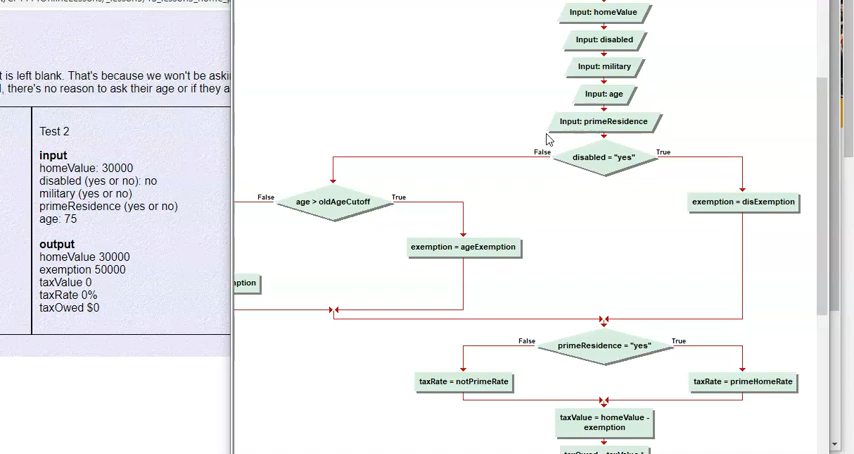 t is left blank. That's because we won't be aski
, there's no reason to ask their age or if they a
Test 2
input
homeValue: 30000
disabled (yes or no): no
military (yes or no)
primeResidence (yes or no)
age: 75
output
homeValue 30000
exemption 50000
taxValue 0
taxRate 0%
taxOwed $0
Input: homeValue
Input: disabled
Input: military
Input: age
Input: primeResidence
False
disabled = "yes"
True
False
age > oldAgeCutoff
True
exemption = disExemption
exemption = ageExemption
ption
False
primeResidence = "yes"
True
taxRate = notPrimeRate
taxRate = primeHomeRate
taxValue = homeValue -
exemption